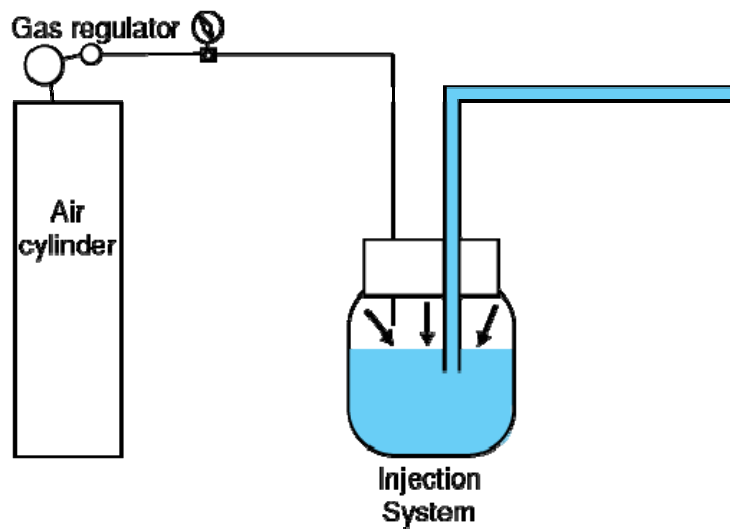 Gas regulator
Air
cylinder
Injection
System